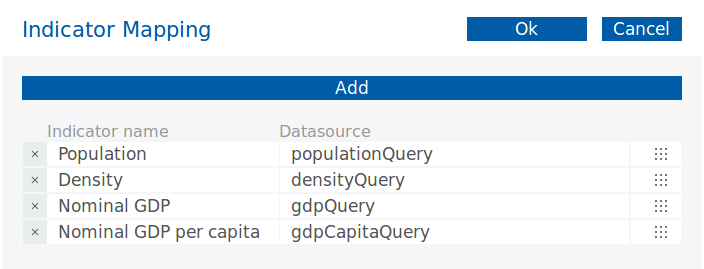 Indicator Mapping Ok Cancel
Add
Indicator name Datasource
× Population populationQuery
× Density densityQuery
× Nominal GDP gdpQuery
× Nominal GDP per capita gdpCapitaQuery